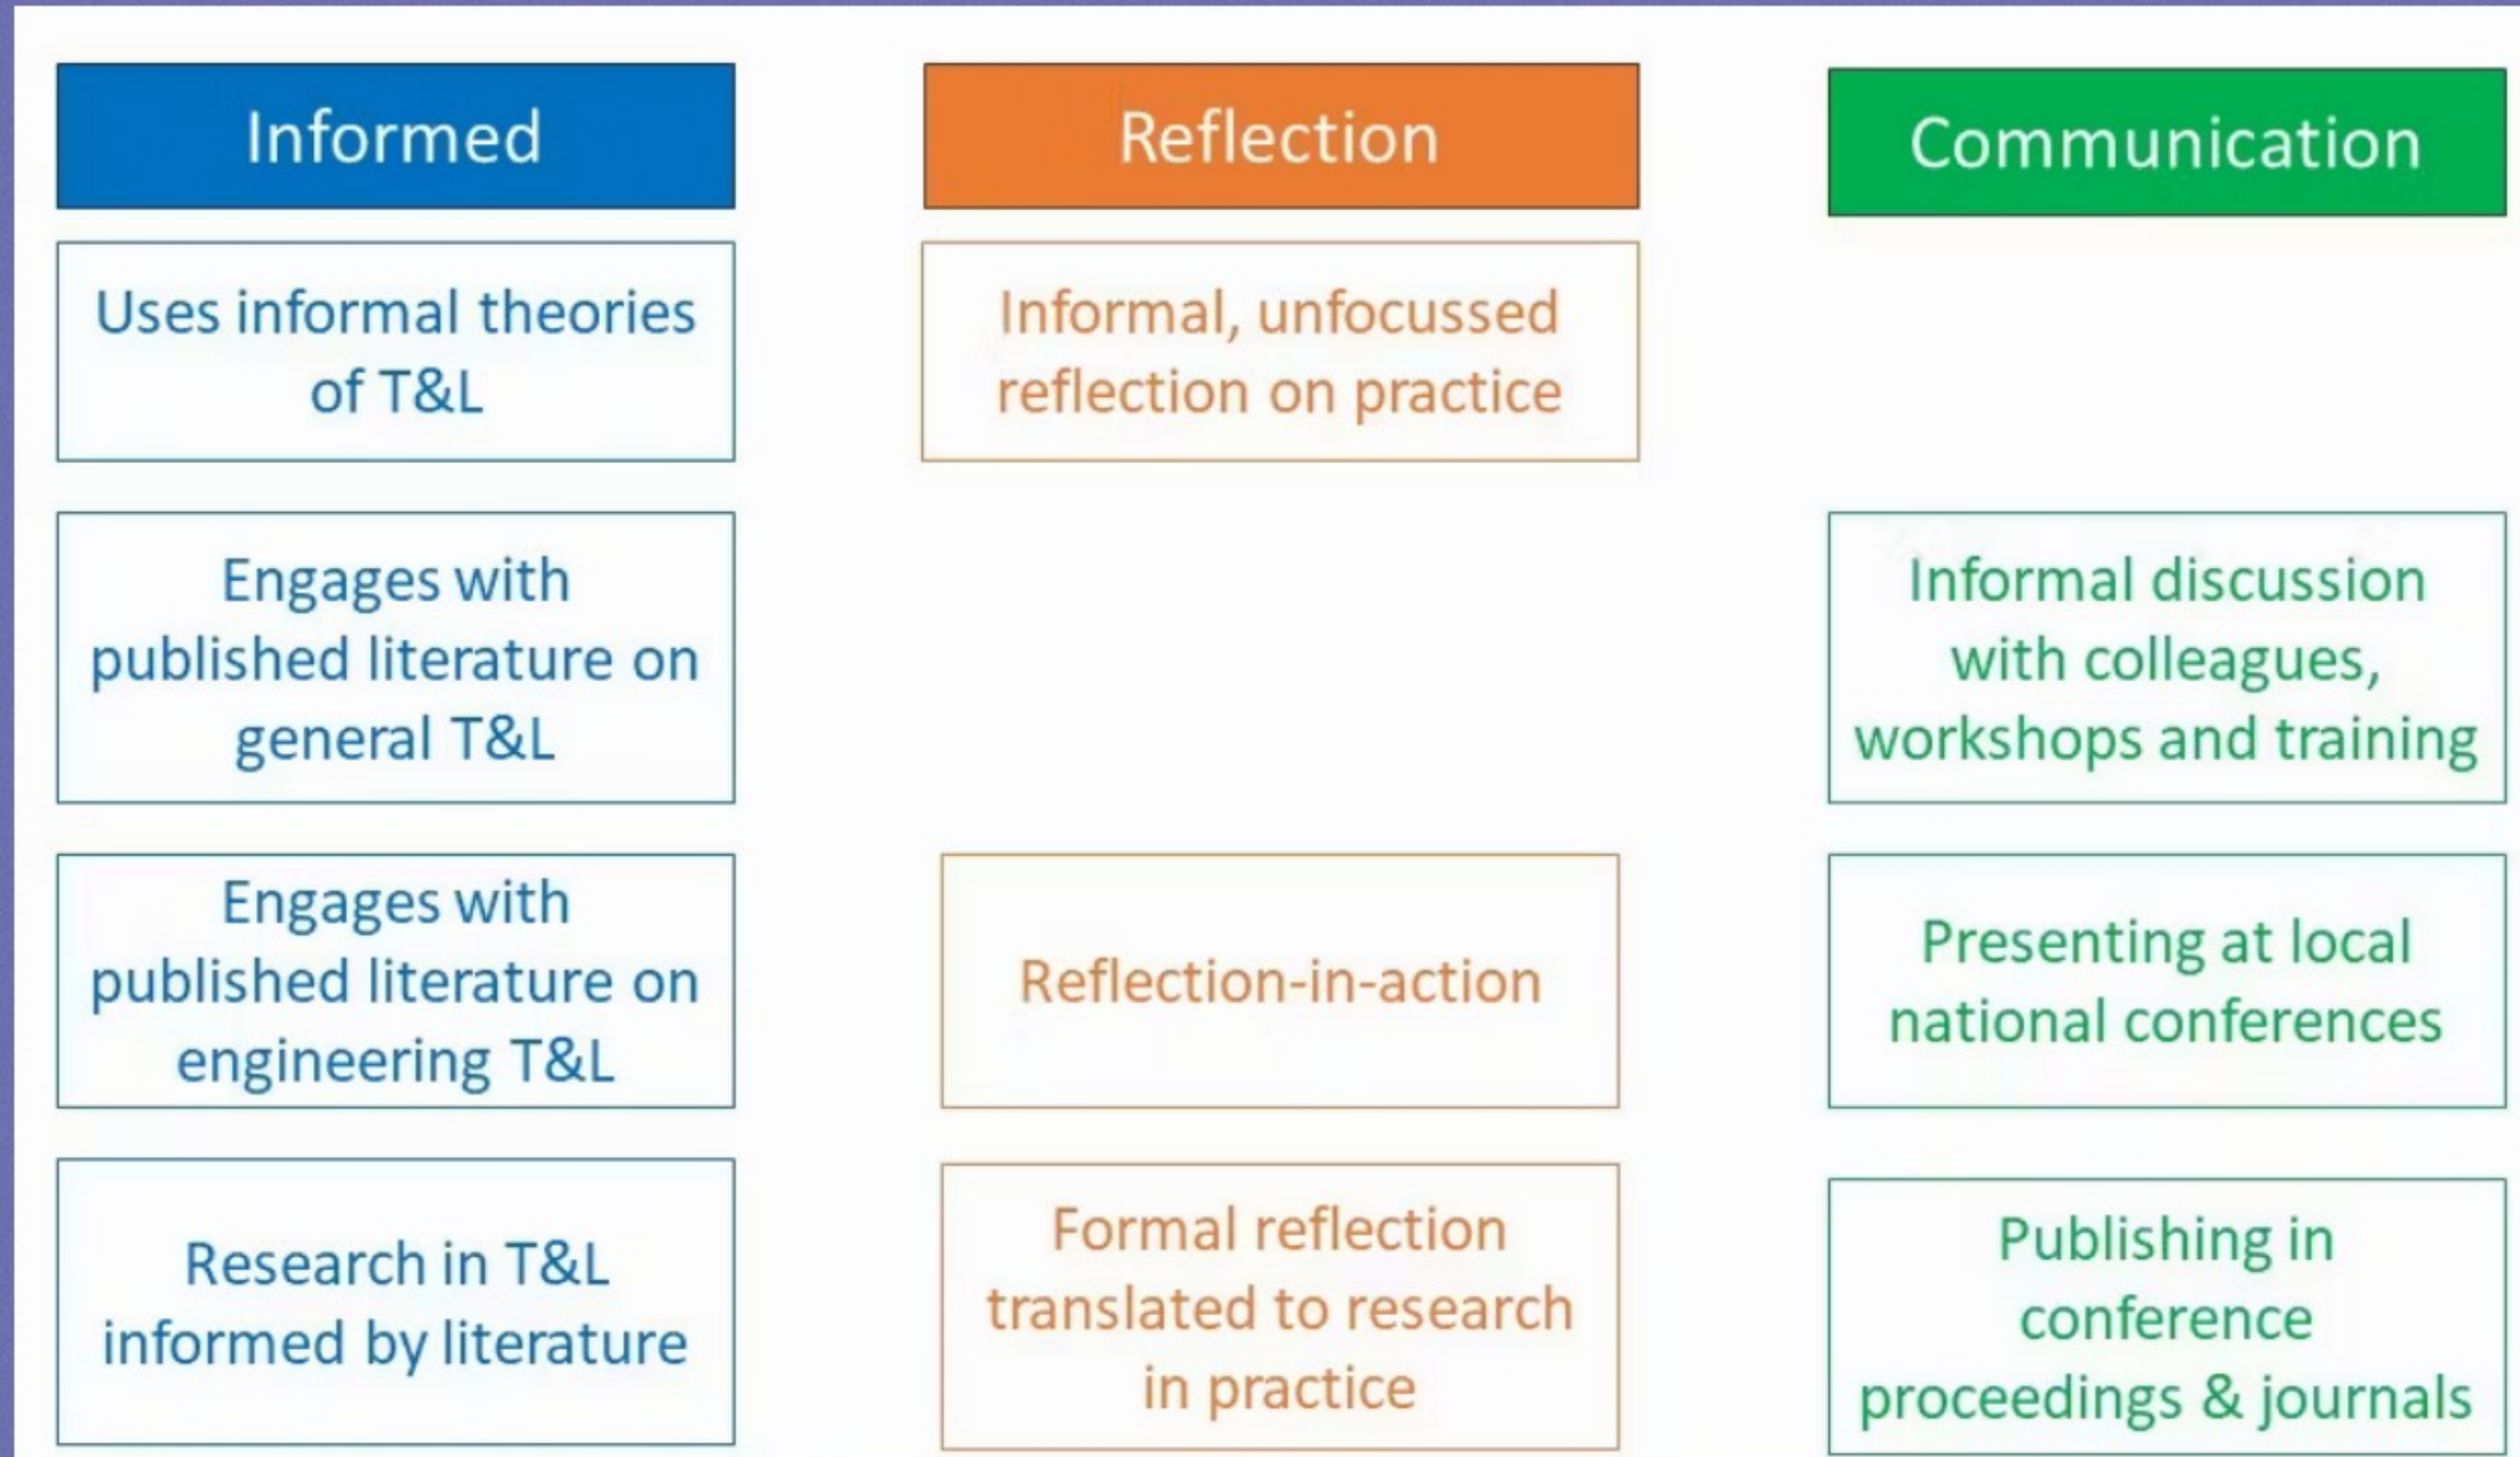 Informed
Reflection
Communication
Uses informal theories
of T&L
Informal, unfocussed
reflection on practice
Engages with
published literature on
general T&L
Informal discussion
with colleagues,
workshops and training
Engages with
published literature on
engineering T&L
Reflection-in-action
Presenting at local
national conferences
Research in T&L
informed by literature
Formal reflection
translated to research
in practice
Publishing in
conference
proceedings & journals